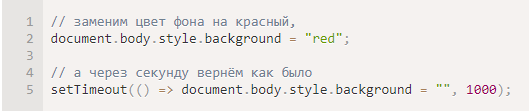 1 // заменим цвет фона на красный,
2 document.body.style.background = "red";
3
4 // а через секунду вернём как было
5 setTimeout(() => document.body.style.background = "", 1000);